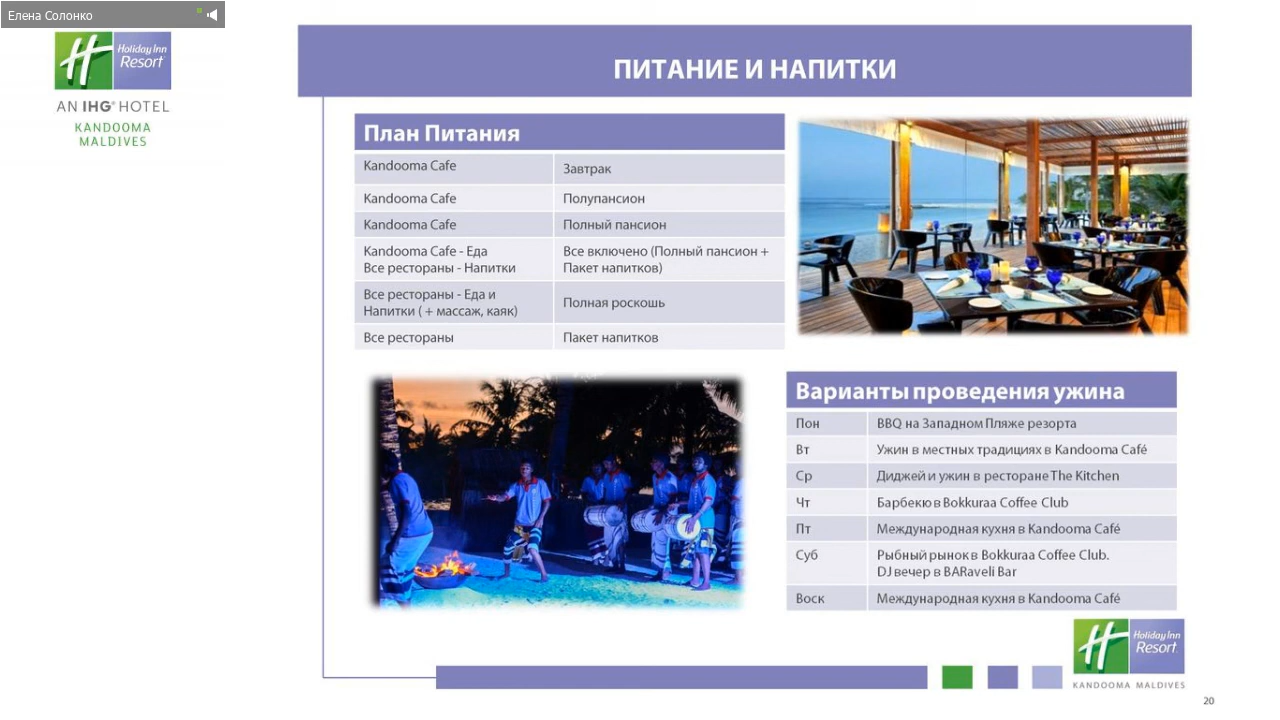 Елена Солонко
Holiday Inn
Resort
AN IHG® HOTEL
KANDOOMA
MALDIVES
ПИТАНИЕ И НАПИТКИ
План Питания
Kandooma Cafe Завтрак
Kandooma Cafe Полупансион
Kandooma Cafe Полный пансион
Kandooma Cafe - Еда
Все рестораны - Напитки
Все включено (Полный пансион +
Пакет напитков)
Все рестораны - Еда и
Напитки ( + массаж, каяк)
Полная роскошь
Все рестораны Пакет напитков
Варианты проведения ужина
Пон BBQ на Западном Пляже резорта
Вт Ужин в местных традициях в Kandooma Café
Ср Диджей и ужин в ресторане The Kitchen
Чт Барбекю в Bokkuraa Coffee Club
Пт Международная кухня в Kandooma Café
Суб Рыбный рынок в Bokkuraa Coffee Club.
DJ вечер в BARaveli Bar
Воск Международная кухня в Kandooma Café
Holiday Inn
Resort
KANDOOMA MALDIVES
20